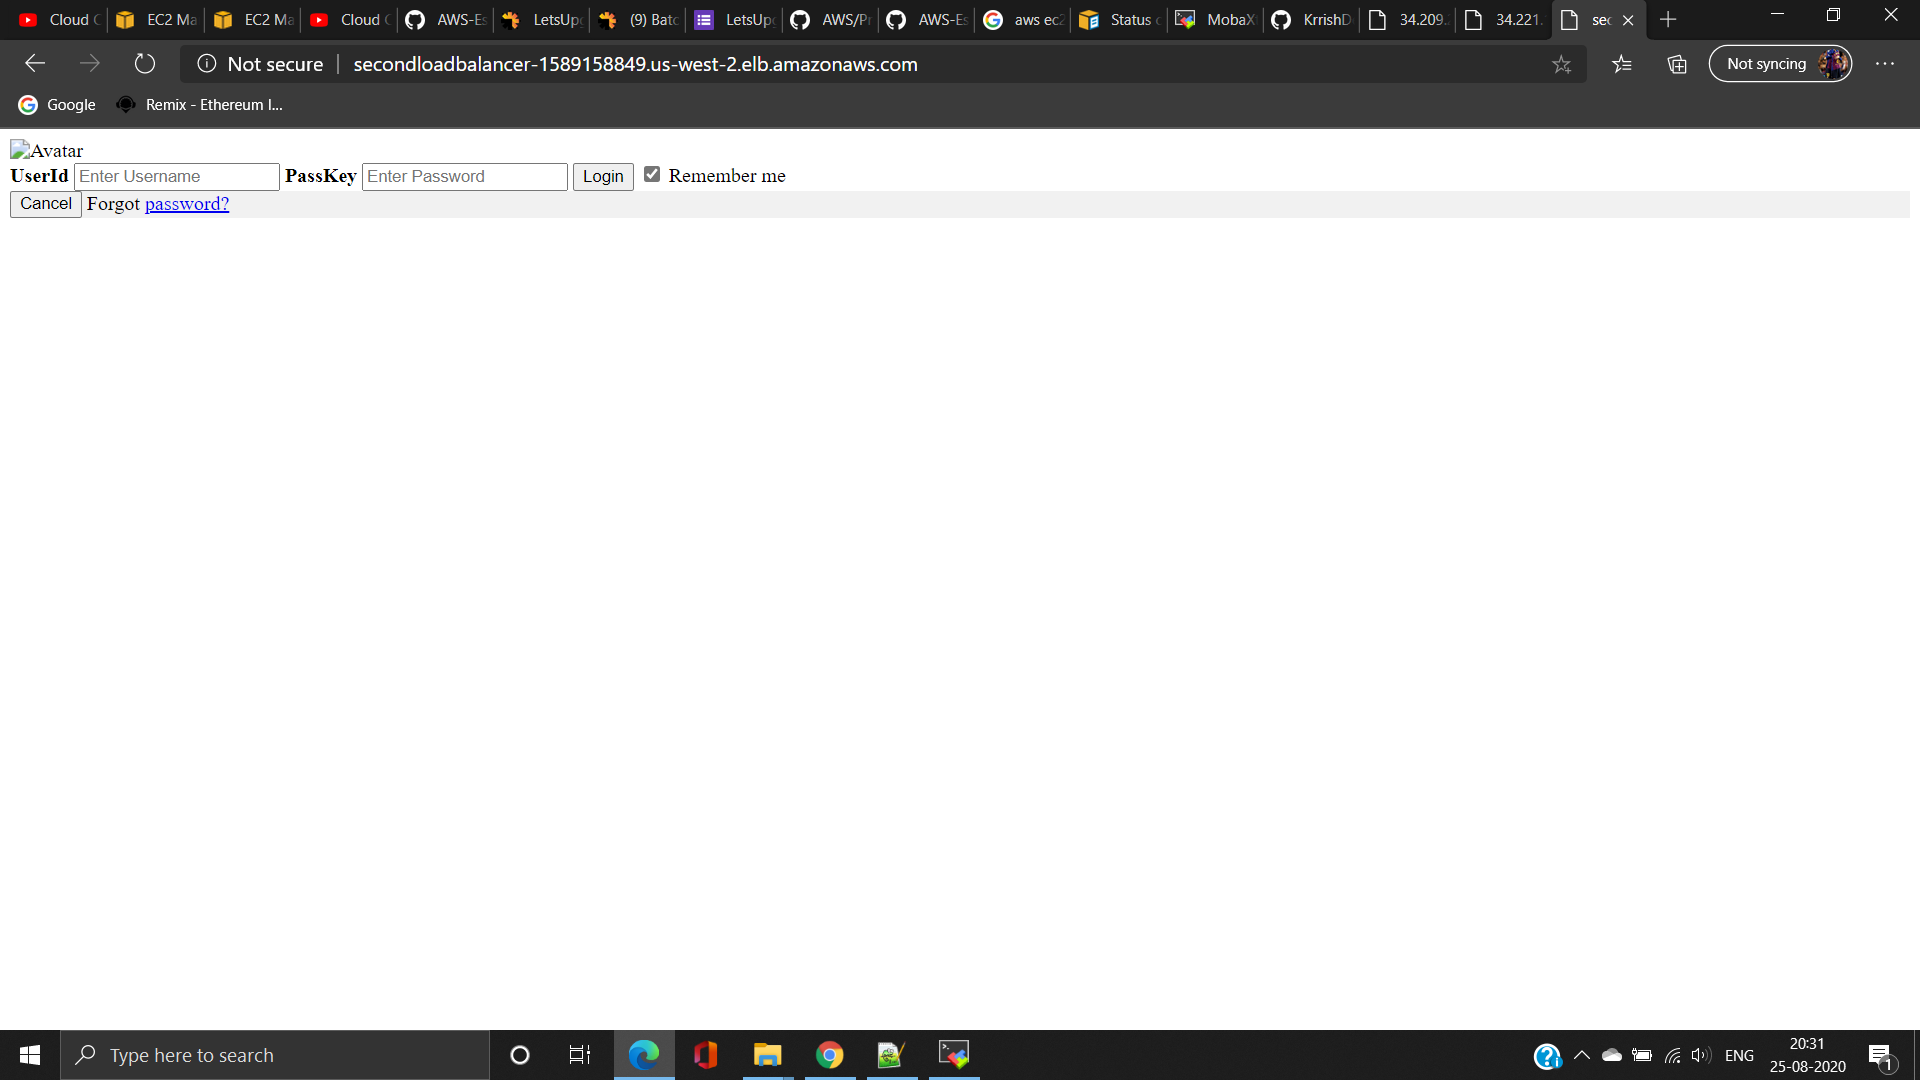 Cloud C EC2 Ma EC2 Ma Cloud C AWS-Es LetsUp (9) Batc LetsUp AWS/Pr AWS-Es aws ec2 Status c MobaX KrrishD 34.209. 34.221. sec
Not secure secondloadbalancer-1589158849.us-west-2.elb.amazonaws.com Not syncing
Google Remix - Ethereum I...
Avatar
UserId Enter Username PassKey Enter Password Login Remember me
Cancel Forgot password?
Type here to search ENG 20:31
25-08-2020 1